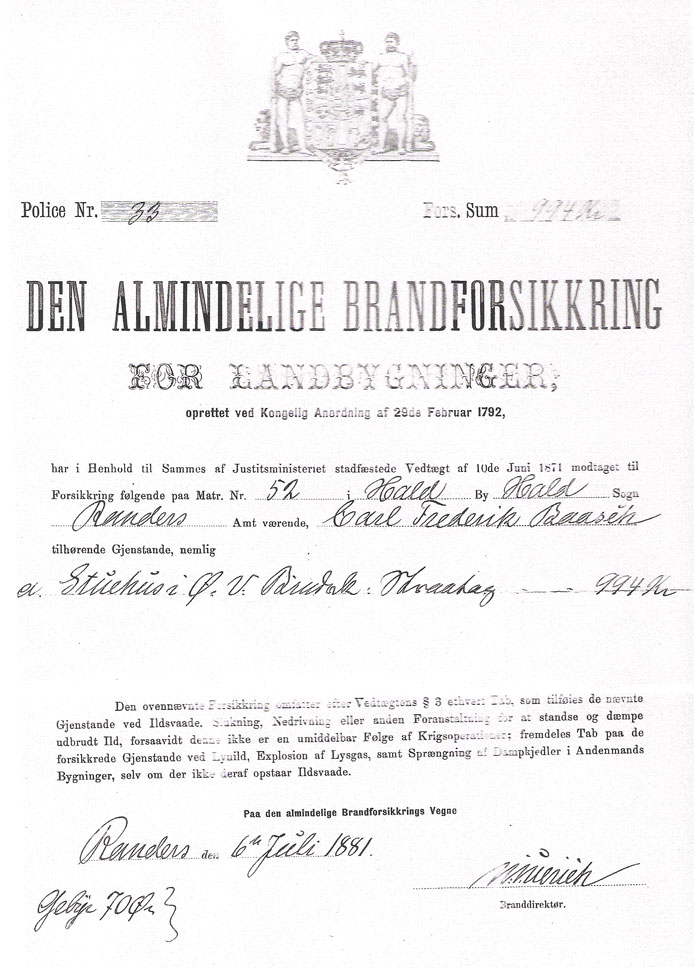 Police Nr. 33 Fors. Sum 994 Kr
DEN ALMINDELIGE BRANDFORSIKKRING
FOR LANDBYGNINGER,
oprettet ved Kongelig Anordning af 29de Februar 1792,
har i Henhold til Sammes af Justitsministeriet stadfæstede Vedtægt af 10de Juni 1871 modtaget til
Forsikkring følgende paa Matr. Nr. 52 i Hald By Hald Sogn
Randers Amt værende, Carl Frederik Baasch
tilhørende Gjenstande, nemlig
a. Stuehus i Ø. V. Bindvk. Straatag — 994 Kr
Den ovennævnte Forsikkring omfatter efter Vedtægtens § 3 ethvert Tab, som tilføies de nævnte
Gjenstande ved Ildsvaade. Slukning, Nedrivning eller anden Foranstaltning for at standse og dæmpe
udbrudt Ild, forsaavidt denne ikke er en umiddelbar Følge af Krigsoperationer; fremdeles Tab paa de
forsikkrede Gjenstande ved Lynild, Explosion af Lysgas, samt Sprængning af Dampkjedler i Andenmands
Bygninger, selv om der ikke deraf opstaar Ildsvaade.
Paa den almindelige Brandforsikkrings Vegne
Randers den 6te Juli 1881.
Branddirektør.
Gebyr 70 Ør